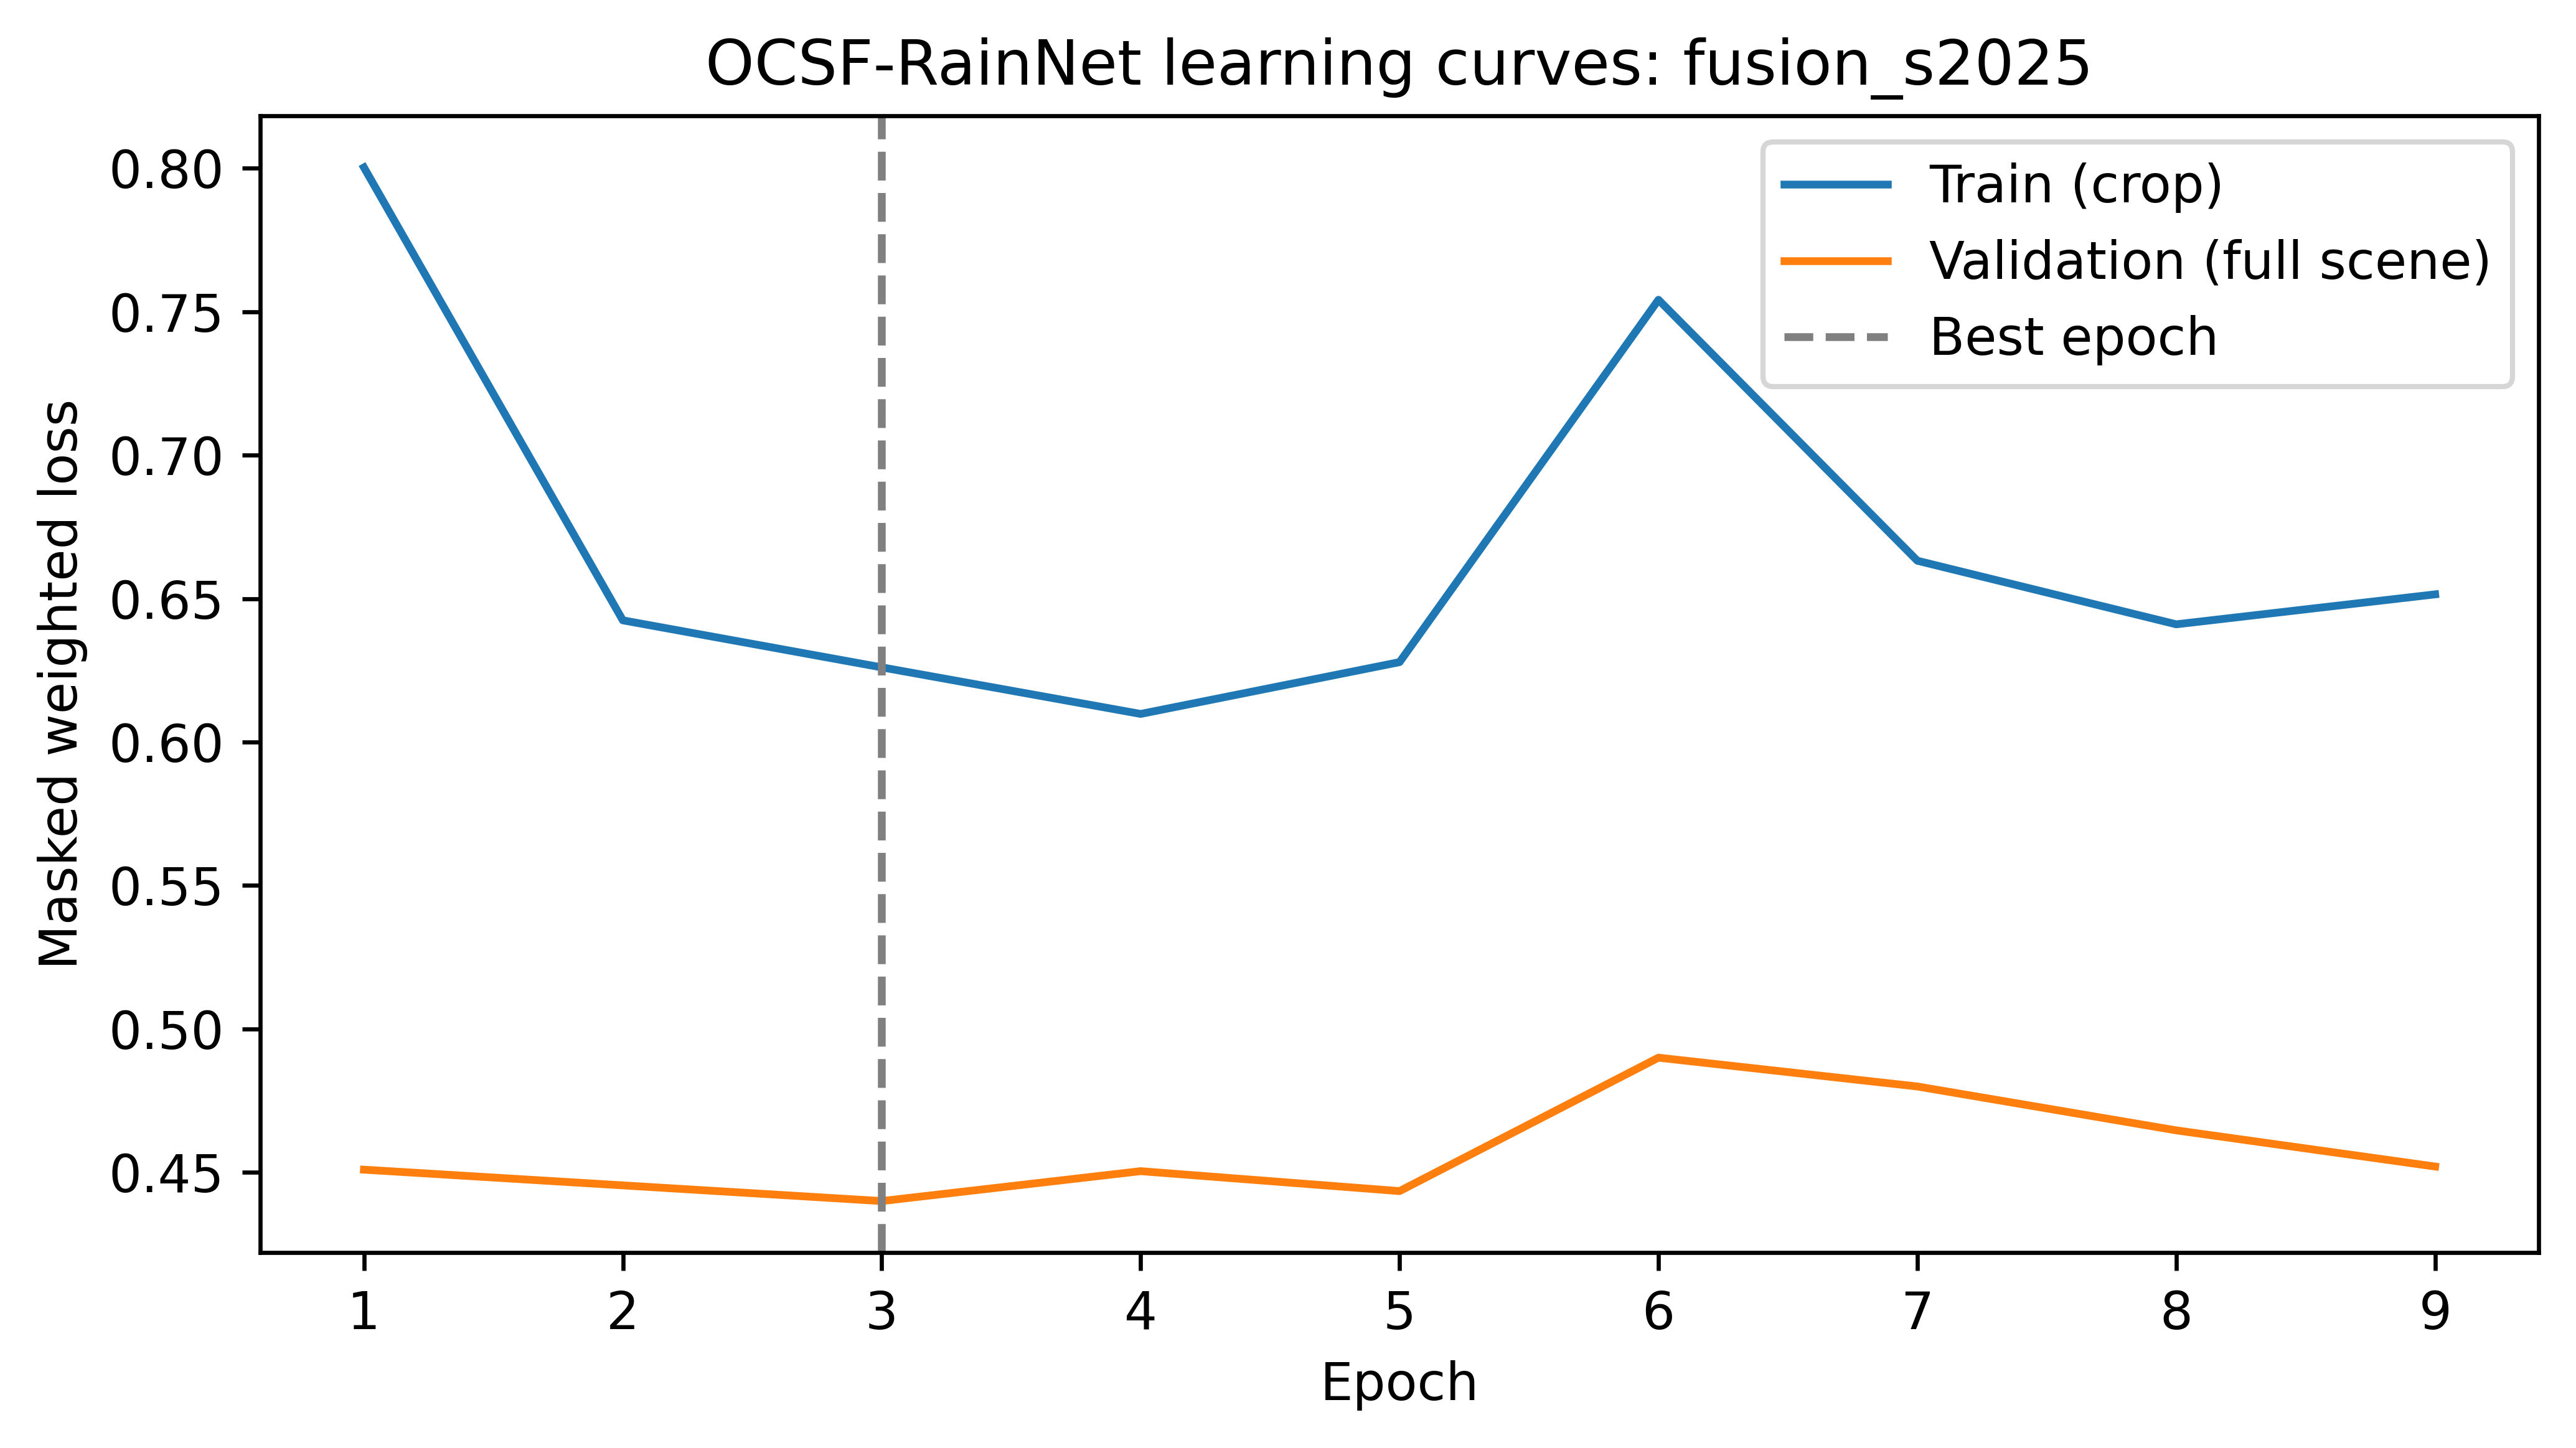 OCSF-RainNet learning curves: fusion_s2025
Train (crop)
Validation (full scene)
Best epoch
Masked weighted loss
0.80
0.75
0.70
0.65
0.60
0.55
0.50
0.45
1 2 3 4 5 6 7 8 9
Epoch